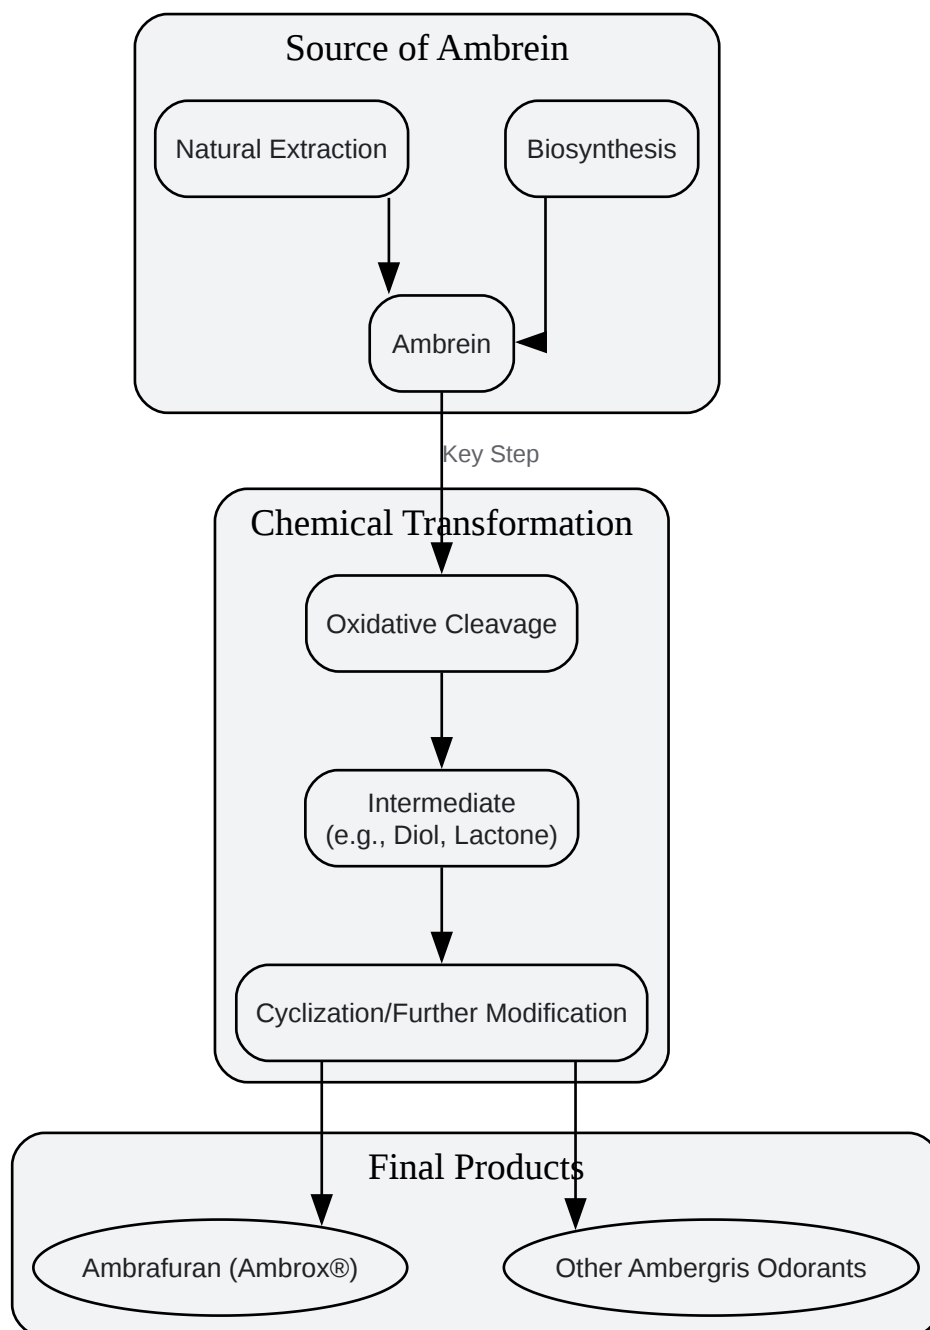 Source of Ambrein
Natural Extraction
Biosynthesis
Ambrein
Key Step
Chemical Transformation
Oxidative Cleavage
Intermediate
(e.g., Diol, Lactone)
Cyclization/Further Modification
Final Products
Ambrafuran (Ambrox®)
Other Ambergris Odorants